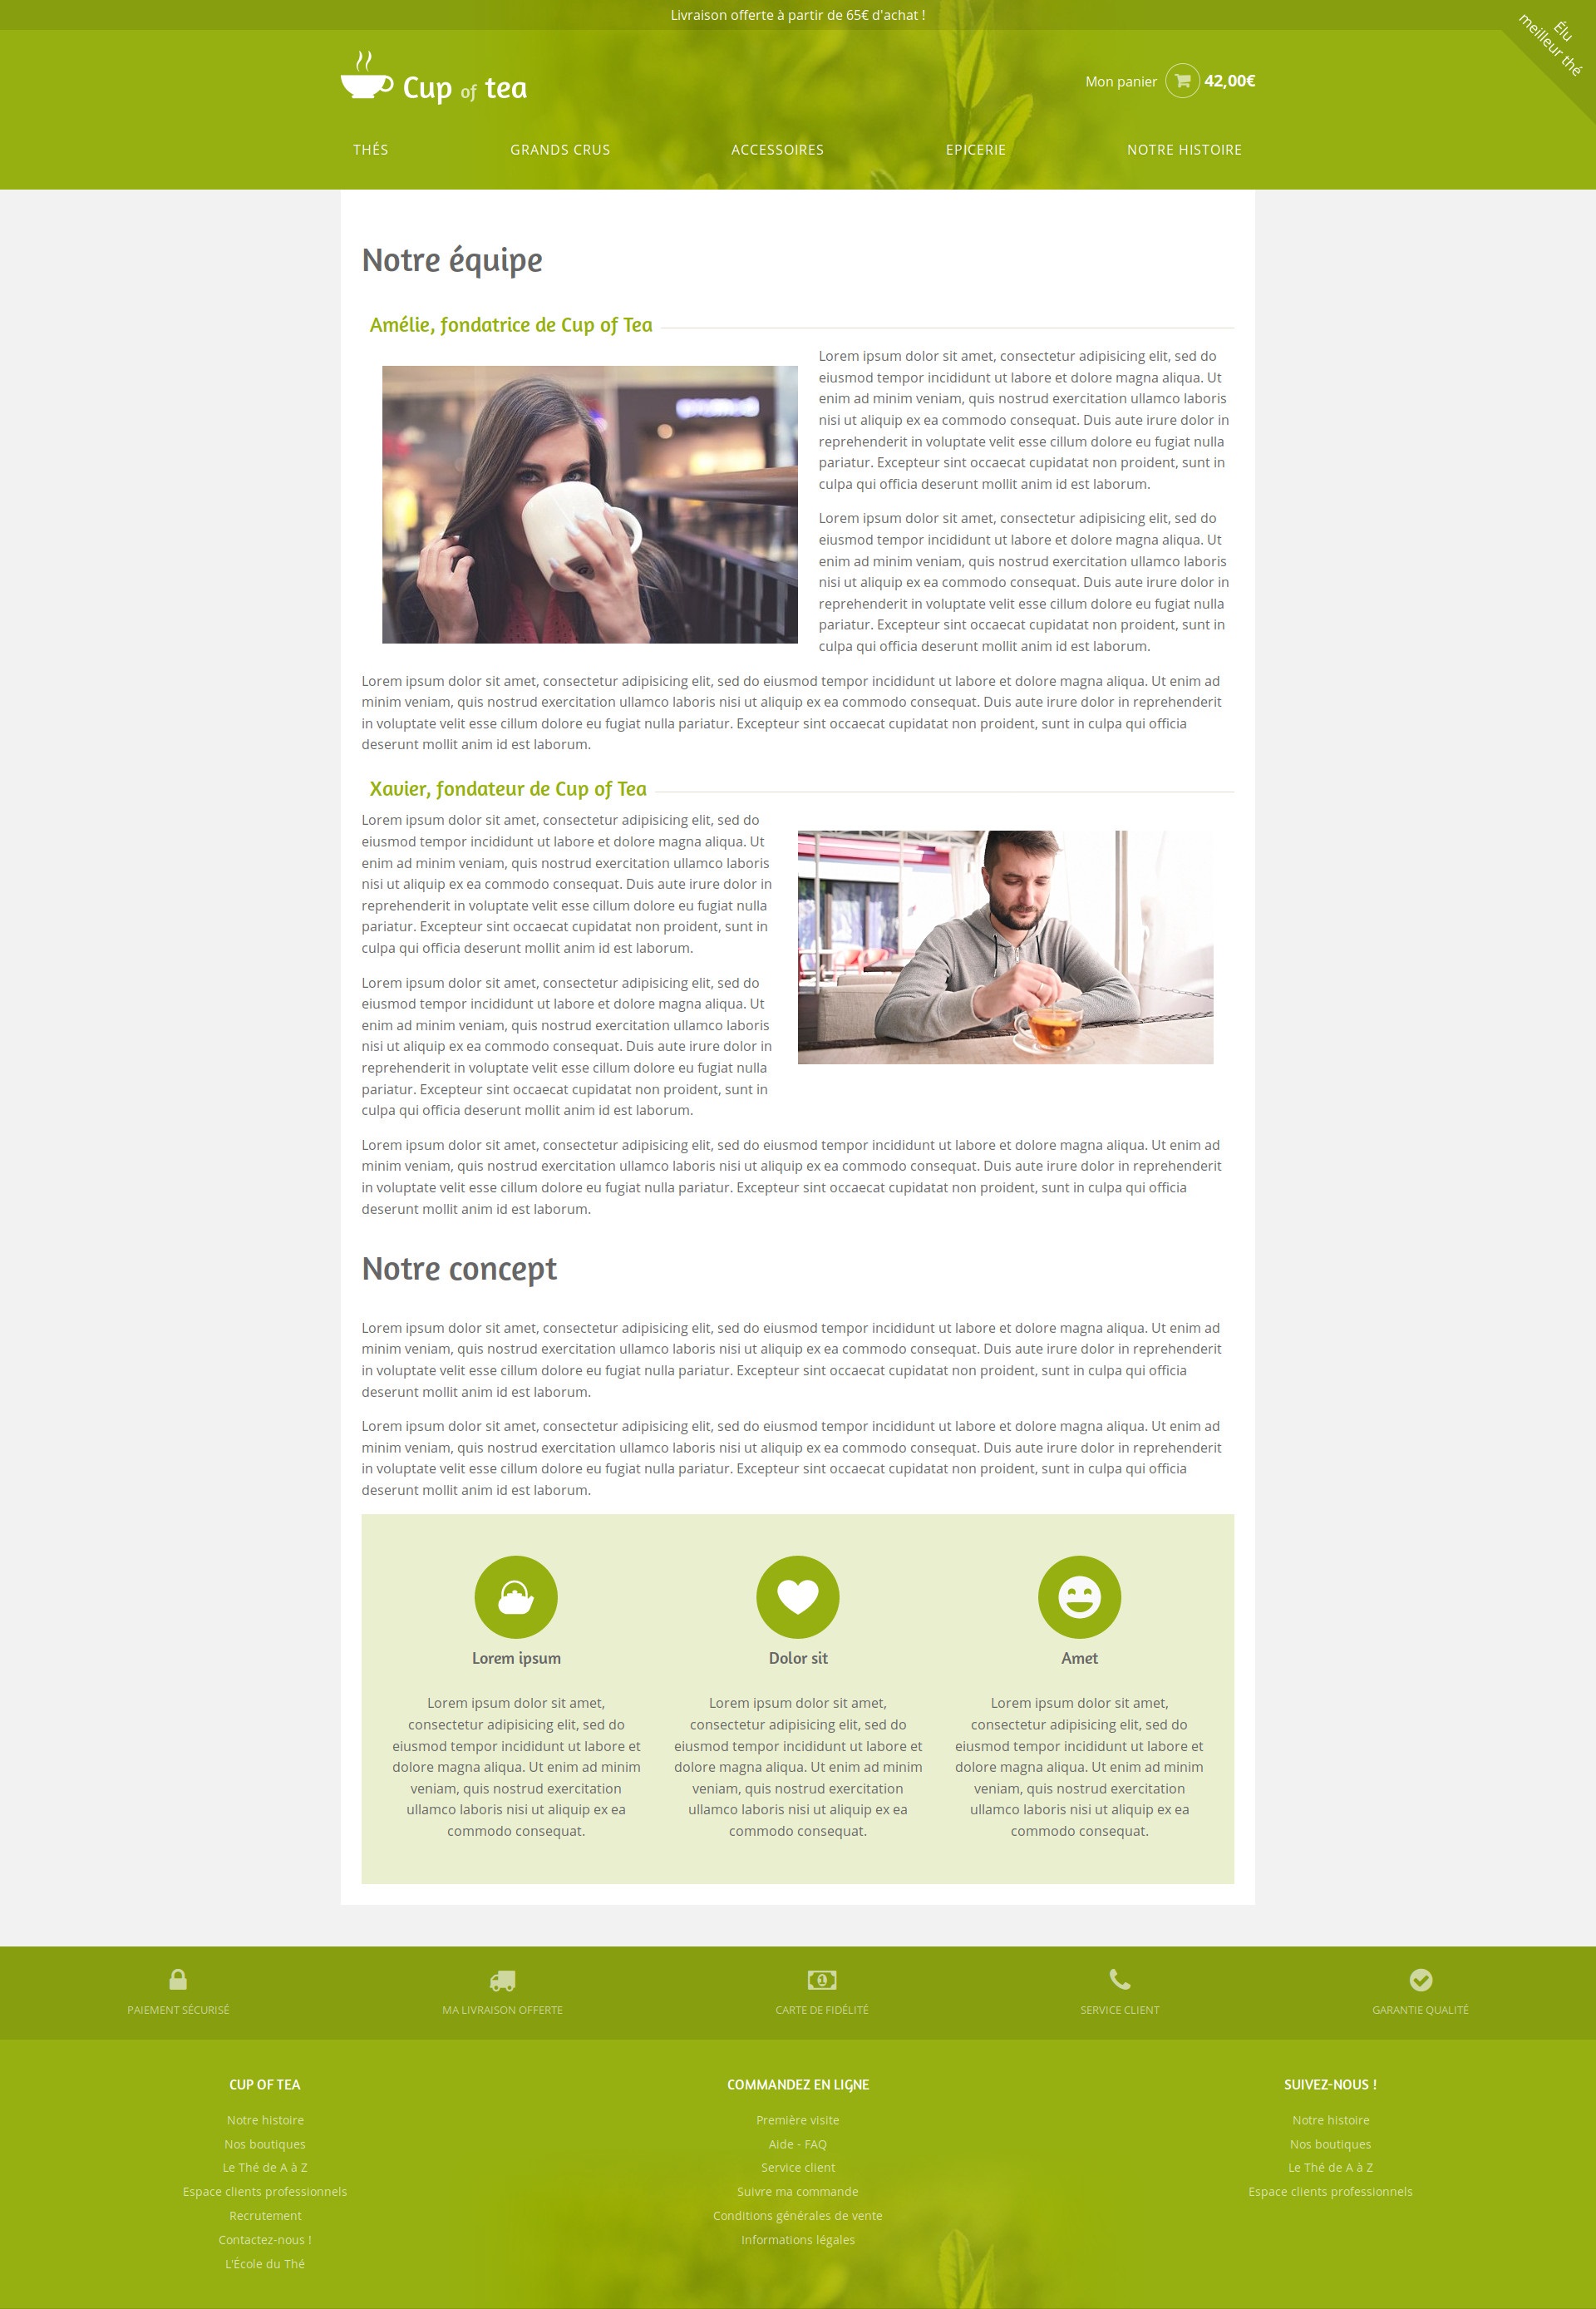 Livraison offerte à partir de 65€ d'achat !
Élu
meilleur thé
Cup of tea
Mon panier 42,00€
THÉS GRANDS CRUS ACCESSOIRES EPICERIE NOTRE HISTOIRE
Notre équipe
Amélie, fondatrice de Cup of Tea
Lorem ipsum dolor sit amet, consectetur adipisicing elit, sed do
eiusmod tempor incididunt ut labore et dolore magna aliqua. Ut
enim ad minim veniam, quis nostrud exercitation ullamco laboris
nisi ut aliquip ex ea commodo consequat. Duis aute irure dolor in
reprehenderit in voluptate velit esse cillum dolore eu fugiat nulla
pariatur. Excepteur sint occaecat cupidatat non proident, sunt in
culpa qui officia deserunt mollit anim id est laborum.
Lorem ipsum dolor sit amet, consectetur adipisicing elit, sed do
eiusmod tempor incididunt ut labore et dolore magna aliqua. Ut
enim ad minim veniam, quis nostrud exercitation ullamco laboris
nisi ut aliquip ex ea commodo consequat. Duis aute irure dolor in
reprehenderit in voluptate velit esse cillum dolore eu fugiat nulla
pariatur. Excepteur sint occaecat cupidatat non proident, sunt in
culpa qui officia deserunt mollit anim id est laborum.
Lorem ipsum dolor sit amet, consectetur adipisicing elit, sed do eiusmod tempor incididunt ut labore et dolore magna aliqua. Ut enim ad
minim veniam, quis nostrud exercitation ullamco laboris nisi ut aliquip ex ea commodo consequat. Duis aute irure dolor in reprehenderit
in voluptate velit esse cillum dolore eu fugiat nulla pariatur. Excepteur sint occaecat cupidatat non proident, sunt in culpa qui officia
deserunt mollit anim id est laborum.
Xavier, fondateur de Cup of Tea
Lorem ipsum dolor sit amet, consectetur adipisicing elit, sed do
eiusmod tempor incididunt ut labore et dolore magna aliqua. Ut
enim ad minim veniam, quis nostrud exercitation ullamco laboris
nisi ut aliquip ex ea commodo consequat. Duis aute irure dolor in
reprehenderit in voluptate velit esse cillum dolore eu fugiat nulla
pariatur. Excepteur sint occaecat cupidatat non proident, sunt in
culpa qui officia deserunt mollit anim id est laborum.
Lorem ipsum dolor sit amet, consectetur adipisicing elit, sed do
eiusmod tempor incididunt ut labore et dolore magna aliqua. Ut
enim ad minim veniam, quis nostrud exercitation ullamco laboris
nisi ut aliquip ex ea commodo consequat. Duis aute irure dolor in
reprehenderit in voluptate velit esse cillum dolore eu fugiat nulla
pariatur. Excepteur sint occaecat cupidatat non proident, sunt in
culpa qui officia deserunt mollit anim id est laborum.
Lorem ipsum dolor sit amet, consectetur adipisicing elit, sed do eiusmod tempor incididunt ut labore et dolore magna aliqua. Ut enim ad
minim veniam, quis nostrud exercitation ullamco laboris nisi ut aliquip ex ea commodo consequat. Duis aute irure dolor in reprehenderit
in voluptate velit esse cillum dolore eu fugiat nulla pariatur. Excepteur sint occaecat cupidatat non proident, sunt in culpa qui officia
deserunt mollit anim id est laborum.
Notre concept
Lorem ipsum dolor sit amet, consectetur adipisicing elit, sed do eiusmod tempor incididunt ut labore et dolore magna aliqua. Ut enim ad
minim veniam, quis nostrud exercitation ullamco laboris nisi ut aliquip ex ea commodo consequat. Duis aute irure dolor in reprehenderit
in voluptate velit esse cillum dolore eu fugiat nulla pariatur. Excepteur sint occaecat cupidatat non proident, sunt in culpa qui officia
deserunt mollit anim id est laborum.
Lorem ipsum dolor sit amet, consectetur adipisicing elit, sed do eiusmod tempor incididunt ut labore et dolore magna aliqua. Ut enim ad
minim veniam, quis nostrud exercitation ullamco laboris nisi ut aliquip ex ea commodo consequat. Duis aute irure dolor in reprehenderit
in voluptate velit esse cillum dolore eu fugiat nulla pariatur. Excepteur sint occaecat cupidatat non proident, sunt in culpa qui officia
deserunt mollit anim id est laborum.
Lorem ipsum
Lorem ipsum dolor sit amet,
consectetur adipisicing elit, sed do
eiusmod tempor incididunt ut labore et
dolore magna aliqua. Ut enim ad minim
veniam, quis nostrud exercitation
ullamco laboris nisi ut aliquip ex ea
commodo consequat.
Dolor sit
Lorem ipsum dolor sit amet,
consectetur adipisicing elit, sed do
eiusmod tempor incididunt ut labore et
dolore magna aliqua. Ut enim ad minim
veniam, quis nostrud exercitation
ullamco laboris nisi ut aliquip ex ea
commodo consequat.
Amet
Lorem ipsum dolor sit amet,
consectetur adipisicing elit, sed do
eiusmod tempor incididunt ut labore et
dolore magna aliqua. Ut enim ad minim
veniam, quis nostrud exercitation
ullamco laboris nisi ut aliquip ex ea
commodo consequat.
PAIEMENT SÉCURISÉ
MA LIVRAISON OFFERTE
CARTE DE FIDÉLITÉ
SERVICE CLIENT
GARANTIE QUALITÉ
CUP OF TEA
Notre histoire
Nos boutiques
Le Thé de A à Z
Espace clients professionnels
Recrutement
Contactez-nous !
L'École du Thé
COMMANDEZ EN LIGNE
Première visite
Aide - FAQ
Service client
Suivre ma commande
Conditions générales de vente
Informations légales
SUIVEZ-NOUS !
Notre histoire
Nos boutiques
Le Thé de A à Z
Espace clients professionnels